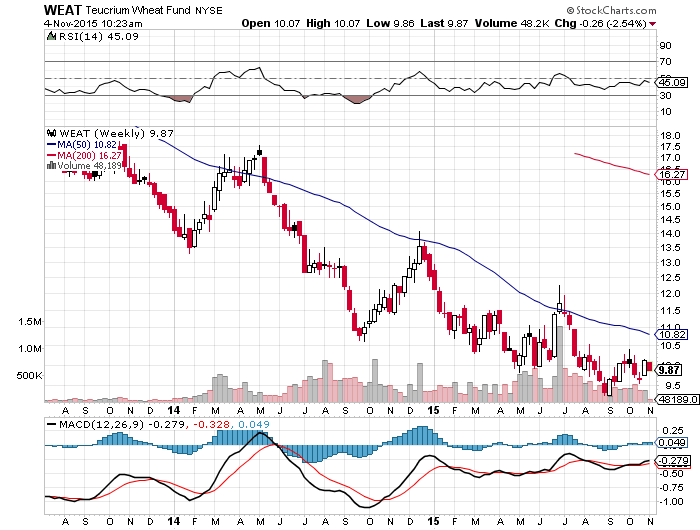 WEAT Teucrium Wheat Fund NYSE © StockCharts.com
4-Nov-2015 10:23am Open 10.07 High 10.07 Low 9.86 Last 9.87 Volume 48.2K Chg -0.26 (-2.54%)
RSI(14) 45.09
90
70
50
45.09
30
10
WEAT (Weekly) 9.87
MA(50) 10.82
MA(200) 16.27
Volume 48,189
18.0
17.5
17.0
16.5
16.27
15.5
15.0
14.5
14.0
13.5
13.0
12.5
12.0
11.5
11.0
10.82
10.5
9.87
9.5
48189.0
1.5M
1.0M
500K
A S O N D 14 F M A M J J A S O N D 15 F M A M J J A S O N
MACD(12,26,9) -0.279, -0.328, 0.049
0.25
0.049
-0.279
-0.50
-0.75
-1.00
A S O N D 14 F M A M J J A S O N D 15 F M A M J J A S O N